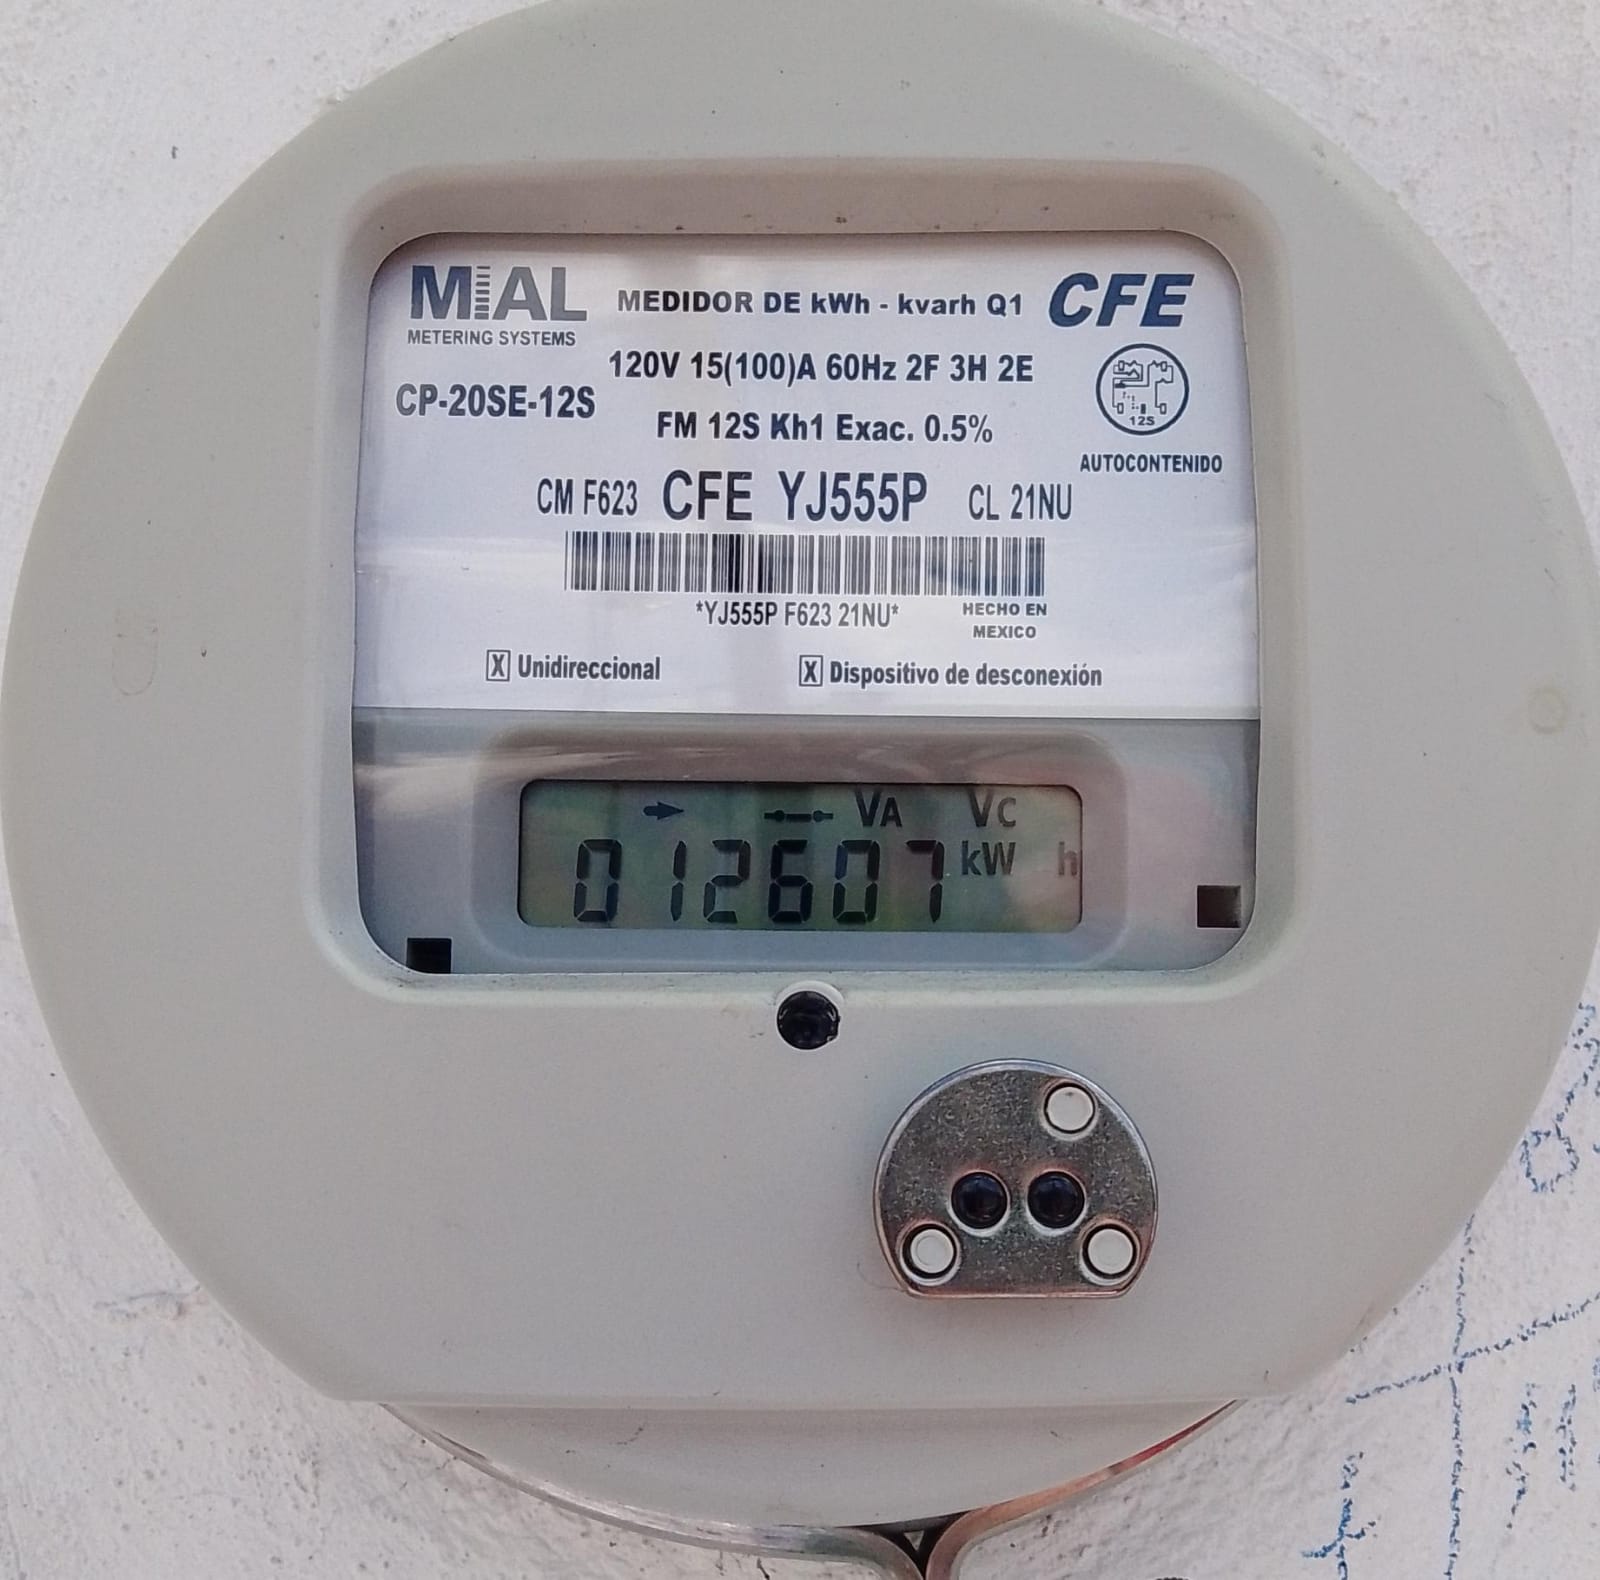 MIAL MEDIDOR DE kWh - kvarh Q1 CFE
METERING SYSTEMS
120V 15(100)A 60Hz 2F 3H 2E
CP-20SE-12S
FM 12S Kh1 Exac. 0.5%
12S
AUTOCONTENIDO
CM F623 CFE YJ555P CL 21NU
*YJ555P F623 21NU*
HECHO EN
MEXICO
X Unidireccional
X Dispositivo de desconexión
VA VC
012607 kW h